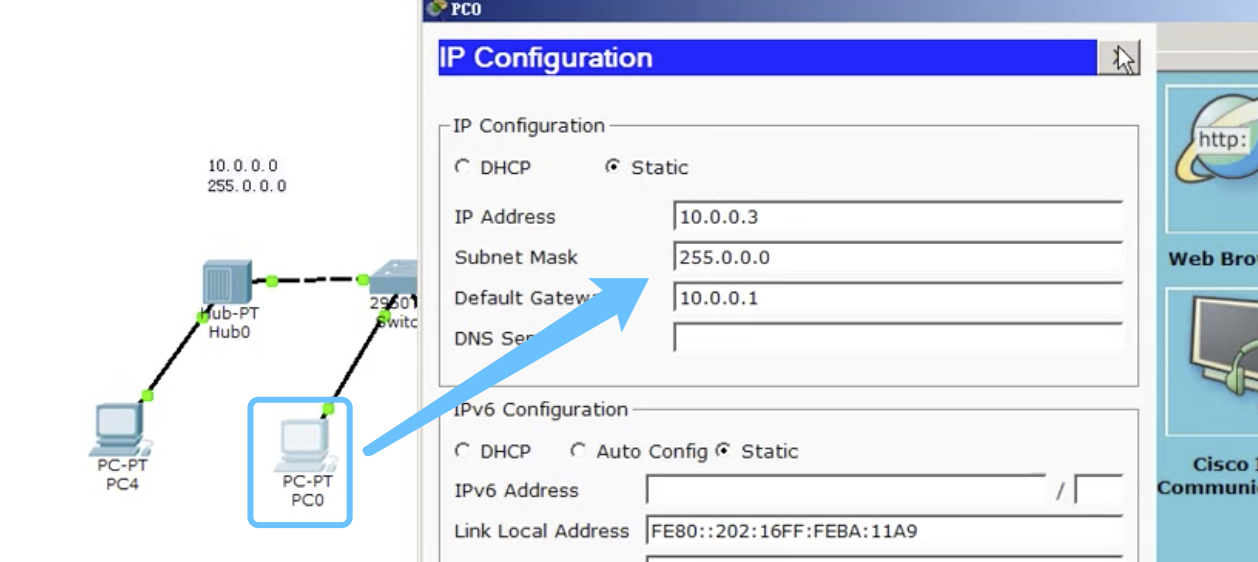 PC0
IP Configuration
IP Configuration
DHCP
Static
10.0.0.0
255.0.0.0
IP Address
10.0.0.3
Subnet Mask
255.0.0.0
Default Gatewa
10.0.0.1
DNS Ser
Hub-PT
Hub0
2950T
Switc
PC-PT
PC4
PC-PT
PC0
IPv6 Configuration
DHCP
Auto Config
Static
IPv6 Address
/
Link Local Address
FE80::202:16FF:FEBA:11A9
http:
Web Bro
Cisco I
Communi